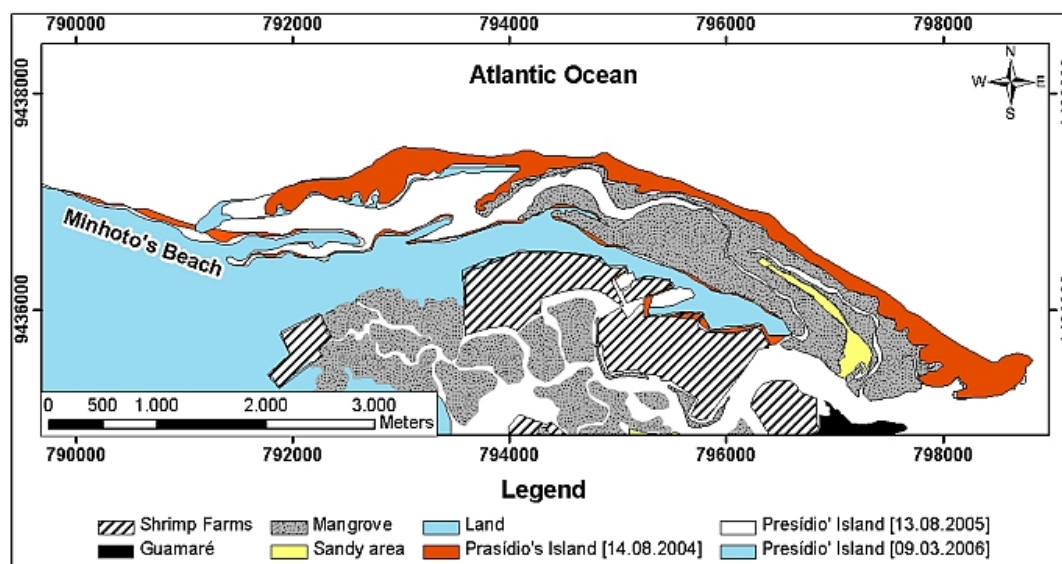 790000 792000 794000 796000 798000
Atlantic Ocean
N
W E
S
9438000
Minhoto's Beach
9436000
0 500 1.000 2.000 3.000
Meters
790000 792000 794000 796000 798000
Legend
Shrimp Farms Mangrove Land Presídio' Island [13.08.2005]
Guamaré Sandy area Prasídio's Island [14.08.2004] Presídio' Island [09.03.2006]